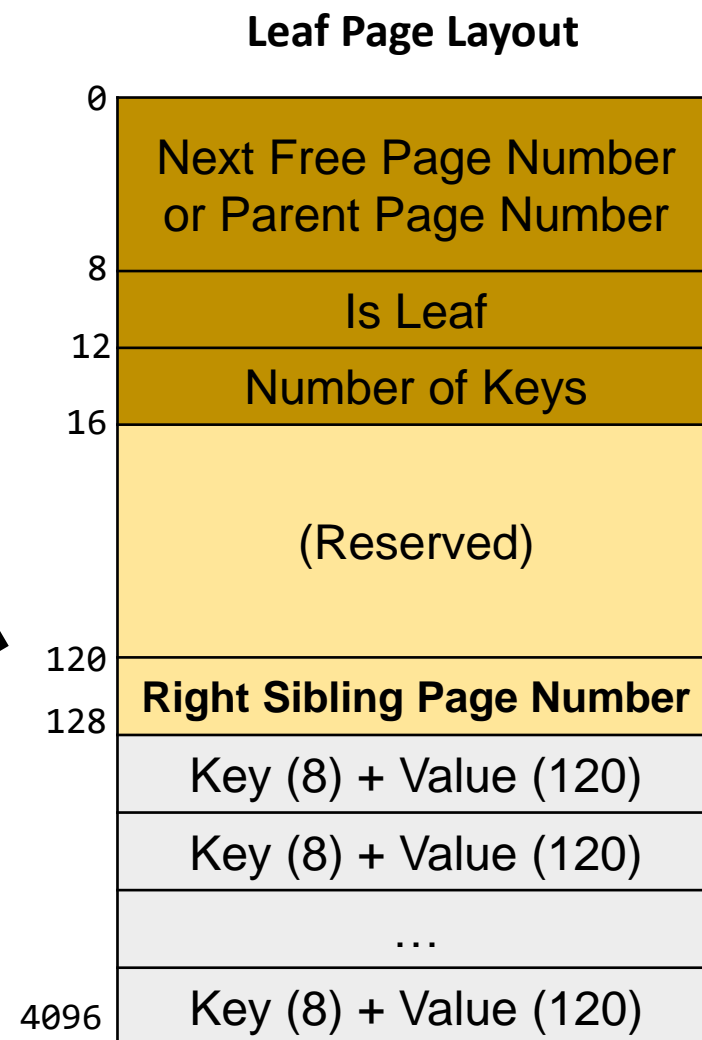 Leaf Page Layout
0
Next Free Page Number
or Parent Page Number
8
Is Leaf
12
Number of Keys
16
(Reserved)
120
Right Sibling Page Number
128
Key (8) + Value (120)
Key (8) + Value (120)
…
Key (8) + Value (120)
4096